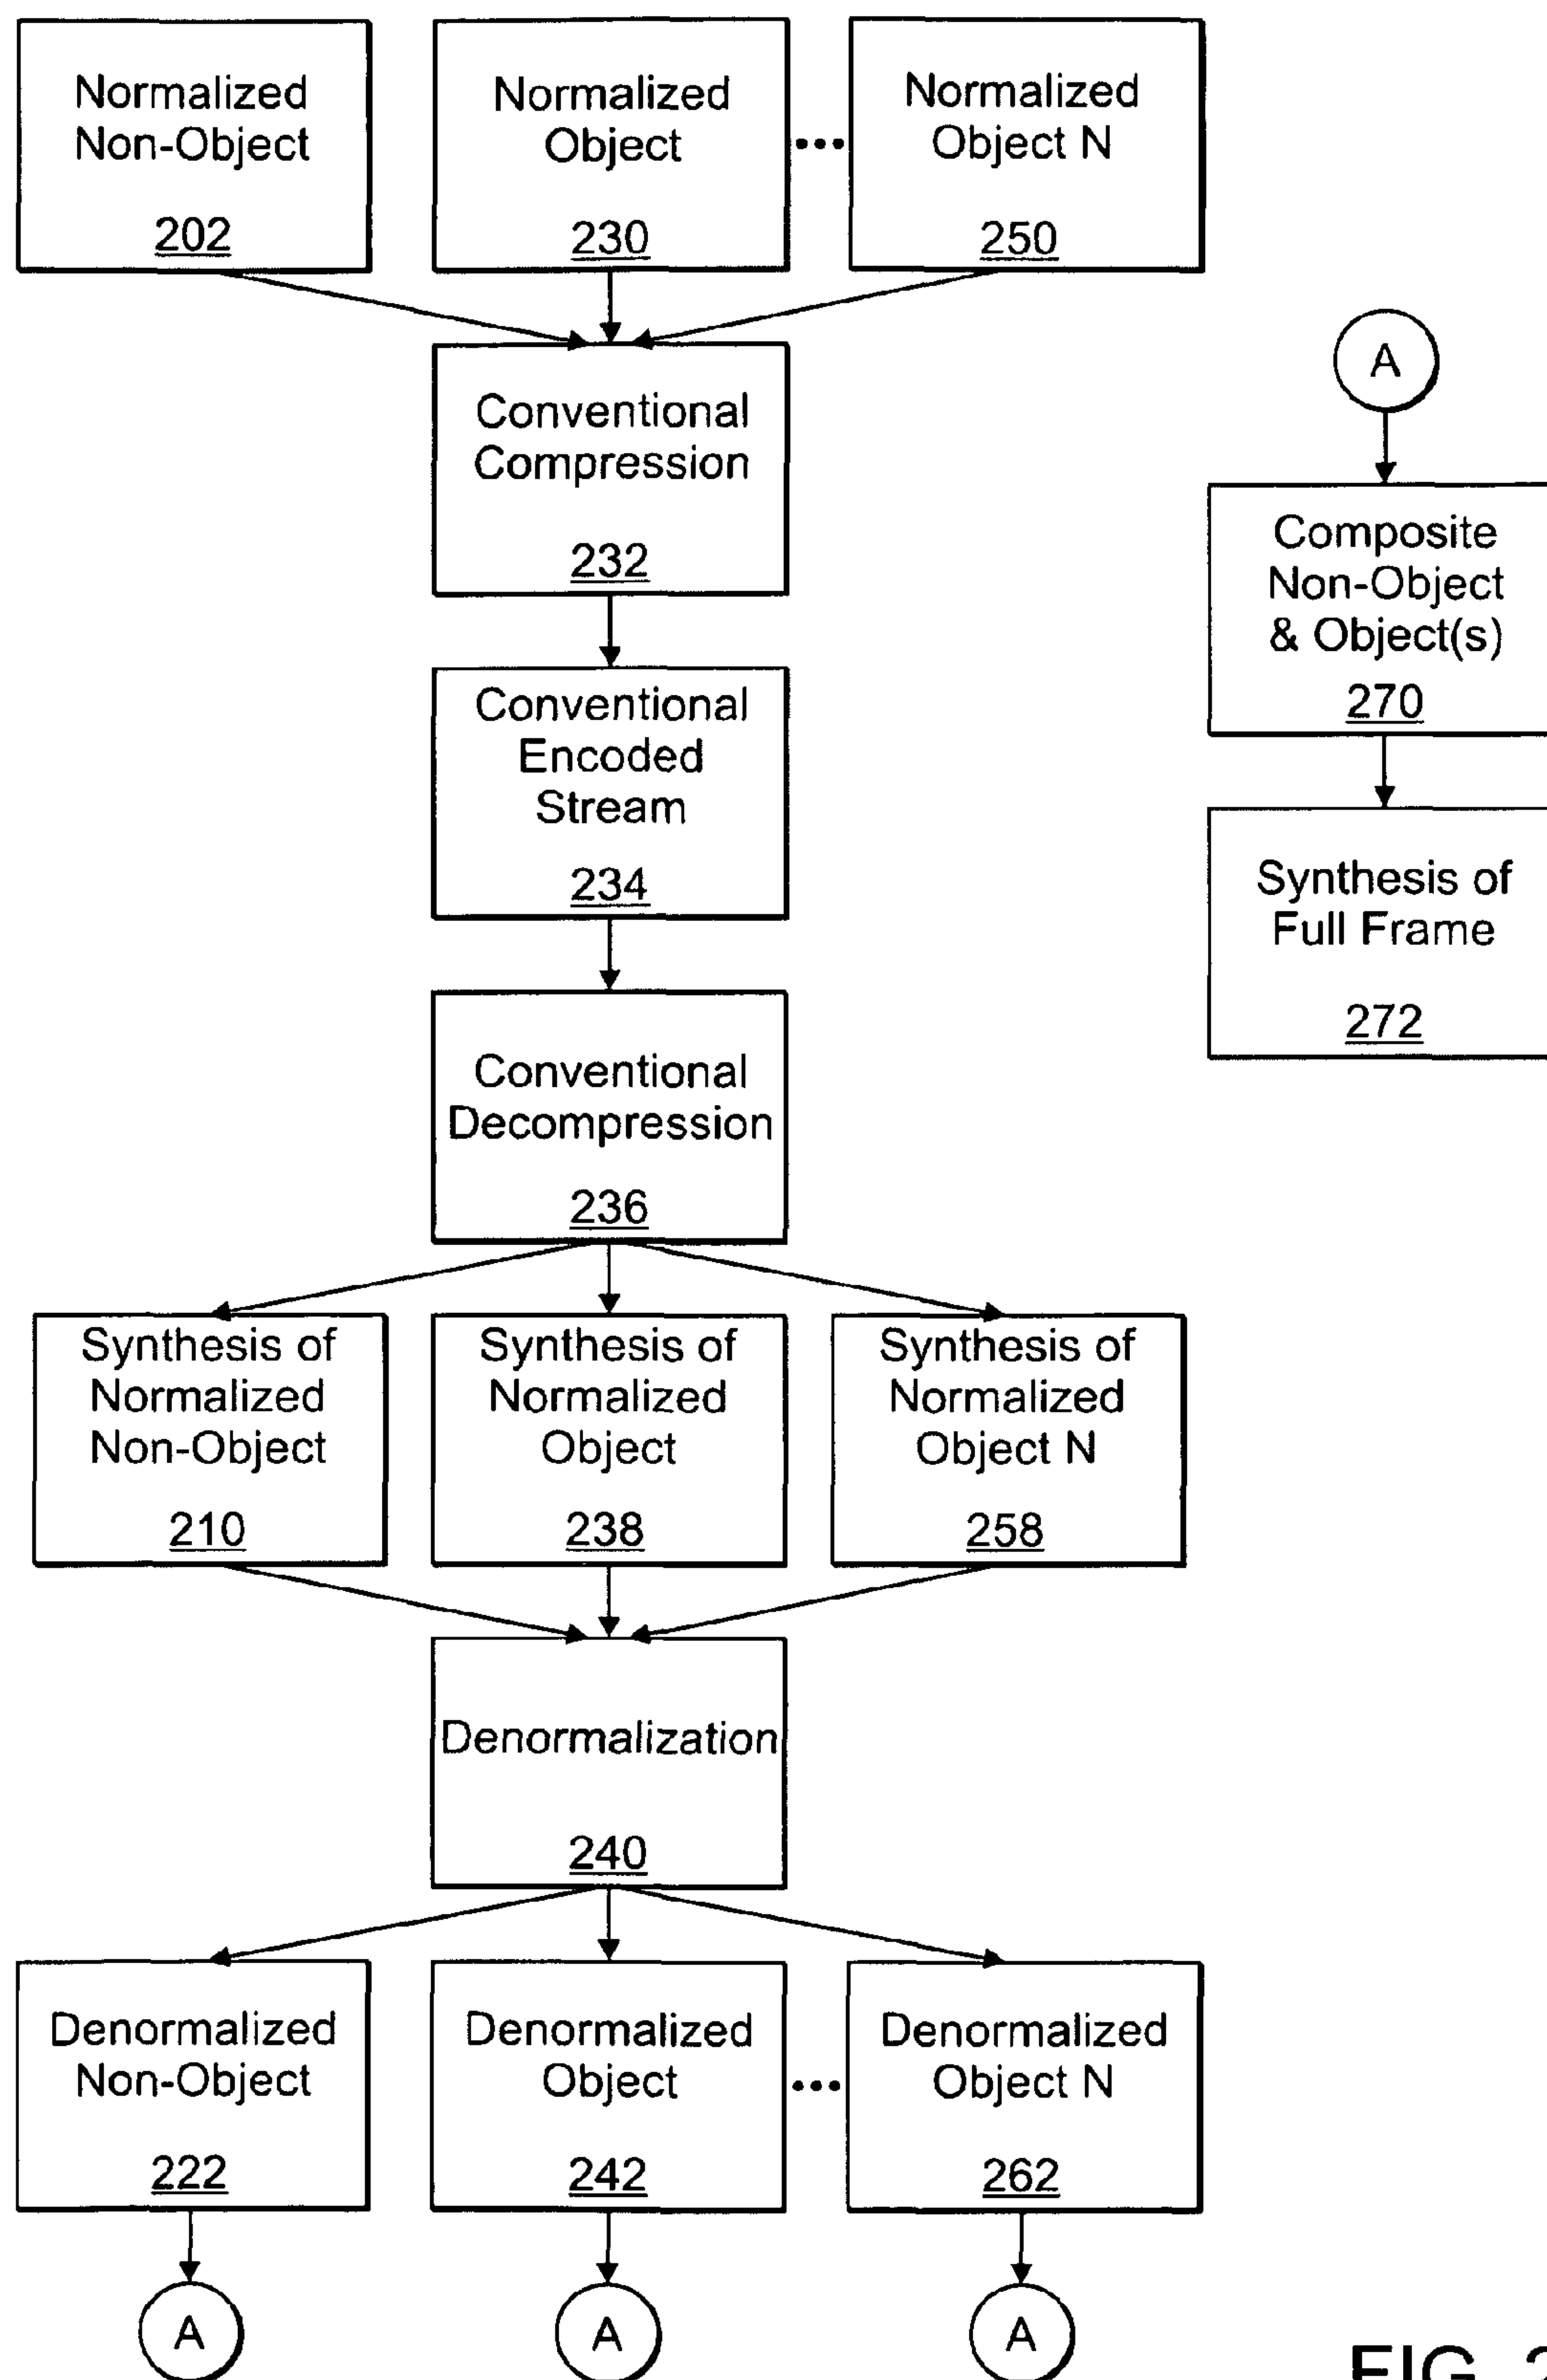 Normalized
Non-Object
202
Normalized
Object
230
...
Normalized
Object N
250
Conventional
Compression
232
Conventional
Encoded
Stream
234
Conventional
Decompression
236
Synthesis of
Normalized
Non-Object
210
Synthesis of
Normalized
Object
238
Synthesis of
Normalized
Object N
258
Denormalization
240
Denormalized
Non-Object
222
Denormalized
Object
242
...
Denormalized
Object N
262
A
A
A
A
Composite
Non-Object
& Object(s)
270
Synthesis of
Full Frame
272
FIG.